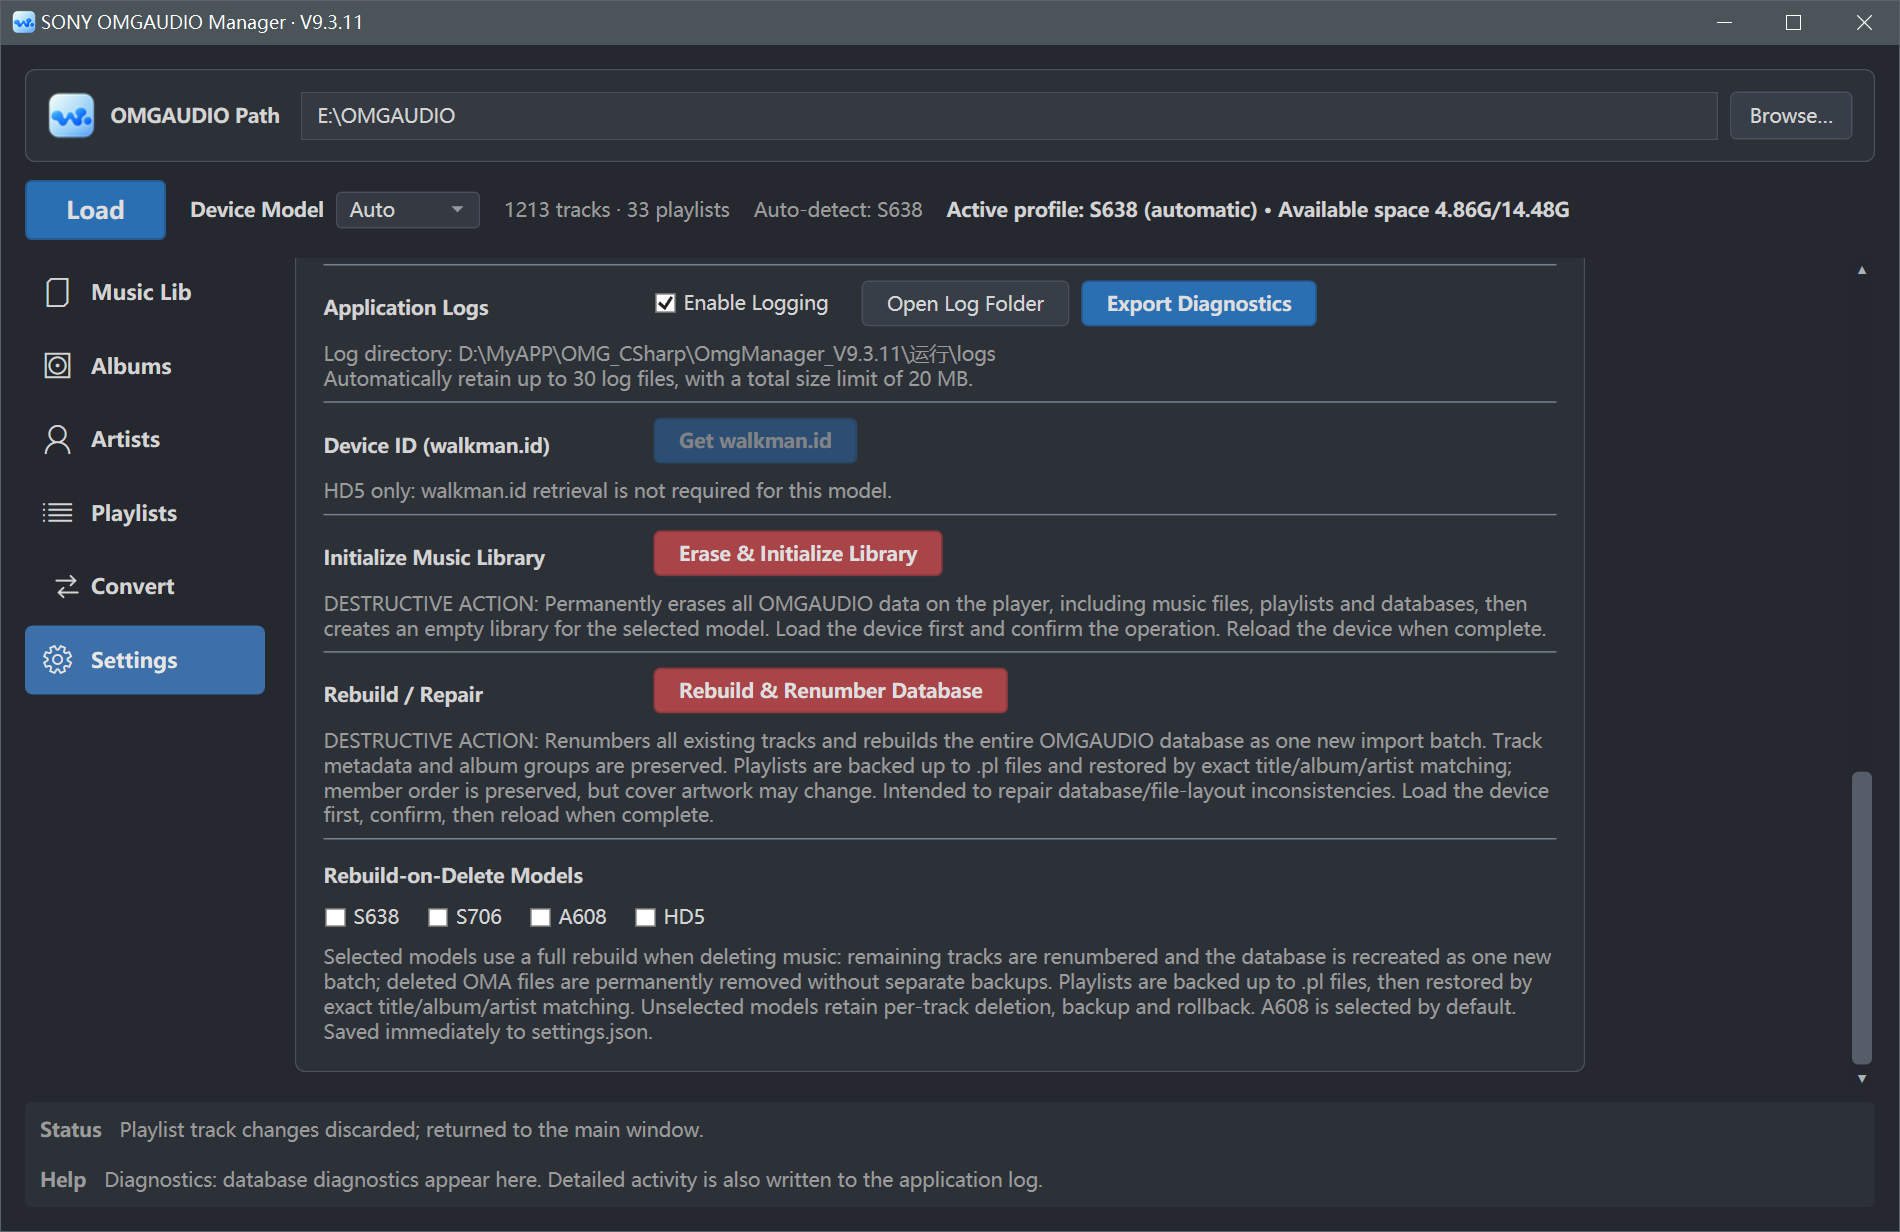 SONY OMGAUDIO Manager · V9.3.11
OMGAUDIO Path
E:\OMGAUDIO
Browse...
Load
Device Model
Auto
1213 tracks · 33 playlists
Auto-detect: S638
Active profile: S638 (automatic) • Available space 4.86G/14.48G
Music Lib
Albums
Artists
Playlists
Convert
Settings
Application Logs
Enable Logging
Open Log Folder
Export Diagnostics
Log directory: D:\MyAPP\OMG_CSharp\OmgManager_V9.3.11\运行\logs
Automatically retain up to 30 log files, with a total size limit of 20 MB.
Device ID (walkman.id)
Get walkman.id
HD5 only: walkman.id retrieval is not required for this model.
Initialize Music Library
Erase & Initialize Library
DESTRUCTIVE ACTION: Permanently erases all OMGAUDIO data on the player, including music files, playlists and databases, then
creates an empty library for the selected model. Load the device first and confirm the operation. Reload the device when complete.
Rebuild / Repair
Rebuild & Renumber Database
DESTRUCTIVE ACTION: Renumbers all existing tracks and rebuilds the entire OMGAUDIO database as one new import batch. Track
metadata and album groups are preserved. Playlists are backed up to .pl files and restored by exact title/album/artist matching;
member order is preserved, but cover artwork may change. Intended to repair database/file-layout inconsistencies. Load the device
first, confirm, then reload when complete.
Rebuild-on-Delete Models
S638
S706
A608
HD5
Selected models use a full rebuild when deleting music: remaining tracks are renumbered and the database is recreated as one new
batch; deleted OMA files are permanently removed without separate backups. Playlists are backed up to .pl files, then restored by
exact title/album/artist matching. Unselected models retain per-track deletion, backup and rollback. A608 is selected by default.
Saved immediately to settings.json.
Status Playlist track changes discarded; returned to the main window.
Help Diagnostics: database diagnostics appear here. Detailed activity is also written to the application log.